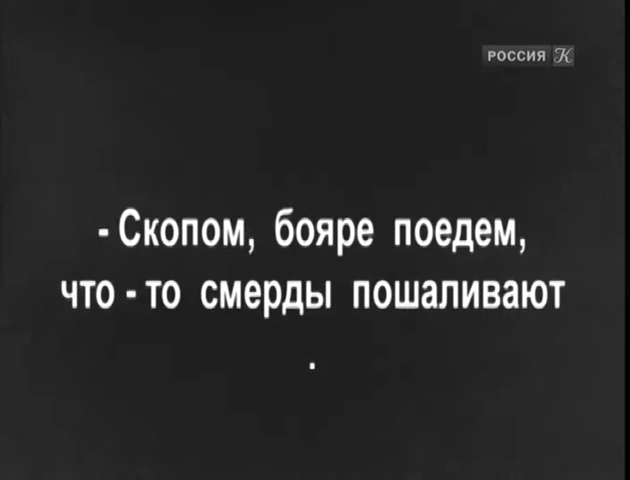 РОССИЯ К
- Скопом, бояре поедем,
что - то смерды пошаливают
.